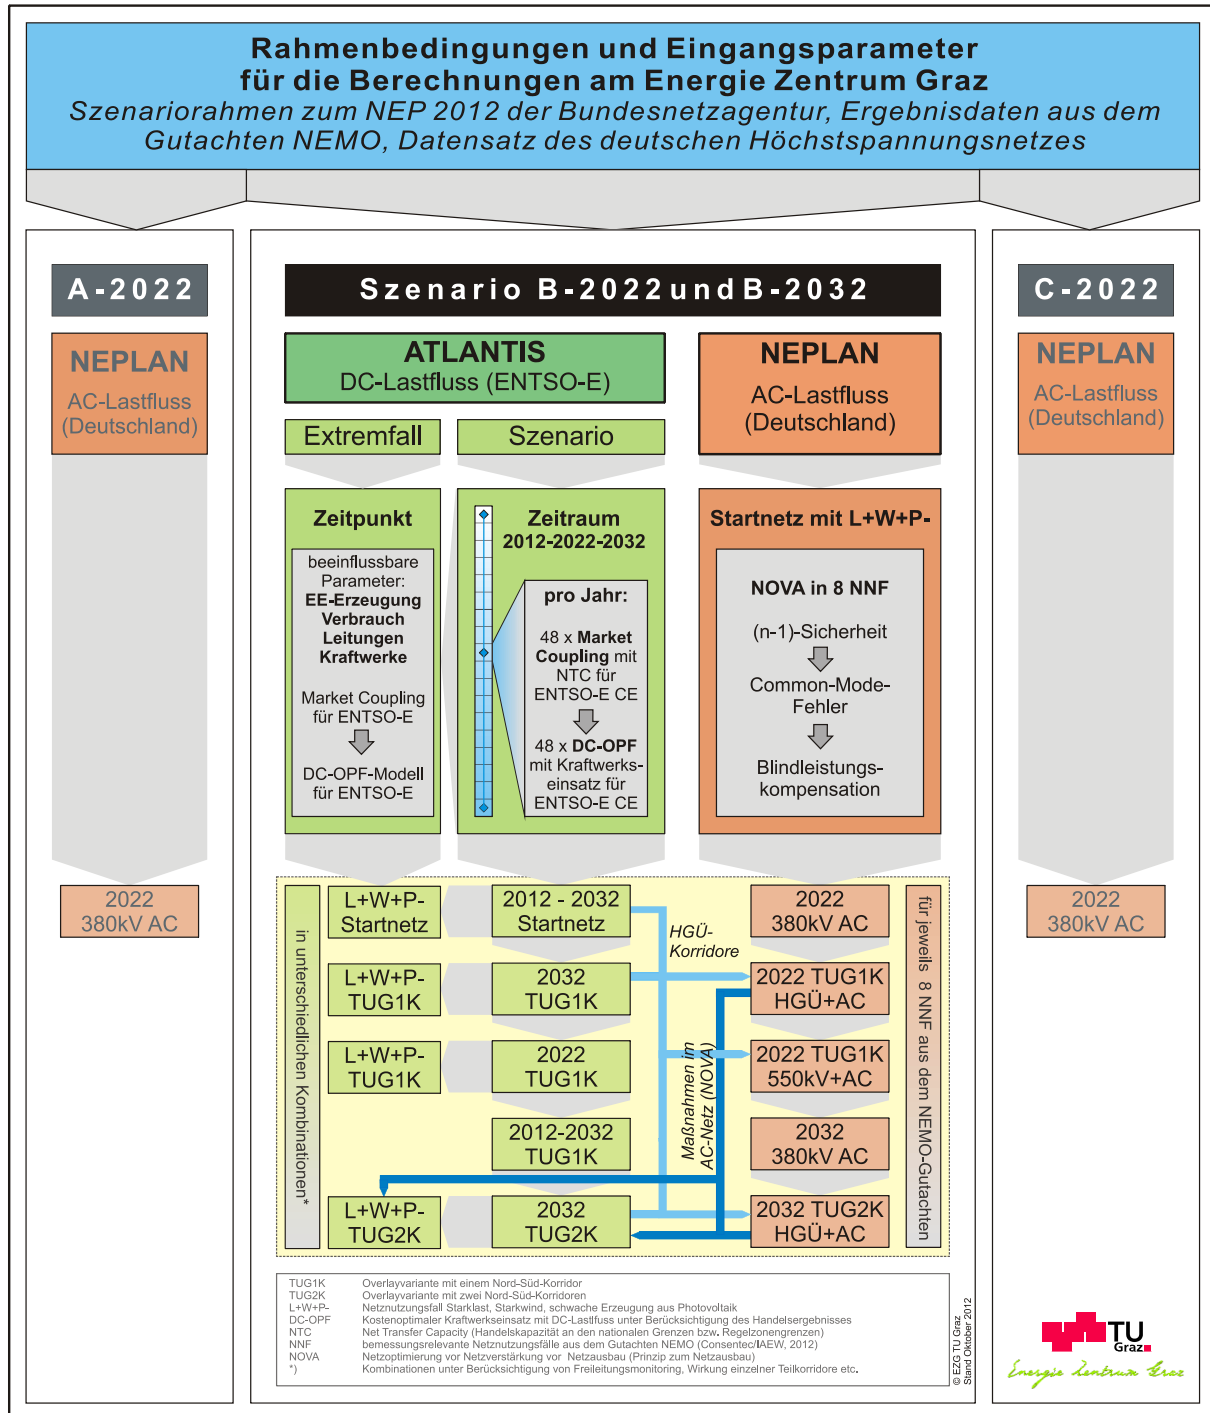 Rahmenbedingungen und Eingangsparameter
für die Berechnungen am Energie Zentrum Graz
Szenariorahmen zum NEP 2012 der Bundesnetzagentur, Ergebnisdaten aus dem
Gutachten NEMO, Datensatz des deutschen Höchstspannungsnetzes
A-2022
NEPLAN
AC-Lastfluss
(Deutschland)
2022
380kV AC
Szenario B-2022 und B-2032
ATLANTIS
DC-Lastfluss (ENTSO-E)
Extremfall
Szenario
Zeitpunkt
beeinflussbare
Parameter:
EE-Erzeugung
Verbrauch
Leitungen
Kraftwerke
Market Coupling
für ENTSO-E
DC-OPF-Modell
für ENTSO-E
Zeitraum
2012-2022-2032
pro Jahr:
48 x Market
Coupling mit
NTC für
ENTSO-E CE
48 x DC-OPF
mit Kraftwerks-
einsatz für
ENTSO-E CE
NEPLAN
AC-Lastfluss
(Deutschland)
Startnetz mit L+W+P-
NOVA in 8 NNF
(n-1)-Sicherheit
Common-Mode-
Fehler
Blindleistungs-
kompensation
C-2022
NEPLAN
AC-Lastfluss
(Deutschland)
2022
380kV AC
in unterschiedlichen Kombinationen*
L+W+P-
Startnetz
L+W+P-
TUG1K
L+W+P-
TUG1K
L+W+P-
TUG2K
2012 - 2032
Startnetz
2032
TUG1K
2022
TUG1K
2012-2032
TUG1K
2032
TUG2K
HGÜ-
Korridore
Maßnahmen im
AC-Netz (NOVA)
2022
380kV AC
2022 TUG1K
HGÜ+AC
2022 TUG1K
550kV+AC
2032
380kV AC
2032 TUG2K
HGÜ+AC
für jeweils 8 NNF aus dem NEMO-Gutachten
TUG1K Overlayvariante mit einem Nord-Süd-Korridor
TUG2K Overlayvariante mit zwei Nord-Süd-Korridoren
L+W+P- Netznutzungsfall Starklast, Starkwind, schwache Erzeugung aus Photovoltaik
DC-OPF Kostenoptimaler Kraftwerkseinsatz mit DC-Lastlfuss unter Berücksichtigung des Handelsergebnisses
NTC Net Transfer Capacity (Handelskapazität an den nationalen Grenzen bzw. Regelzonengrenzen)
NNF bemessungsrelevante Netznutzungsfälle aus dem Gutachten NEMO (Consentec/IAEW, 2012)
NOVA Netzoptimierung vor Netzverstärkung vor Netzausbau (Prinzip zum Netzausbau)
*) Kombinationen unter Berücksichtigung von Freileitungsmonitoring, Wirkung einzelner Teilkorridore etc.
© EZG TU Graz
Stand Oktober 2012
TU
Graz
Energie Zentrum Graz